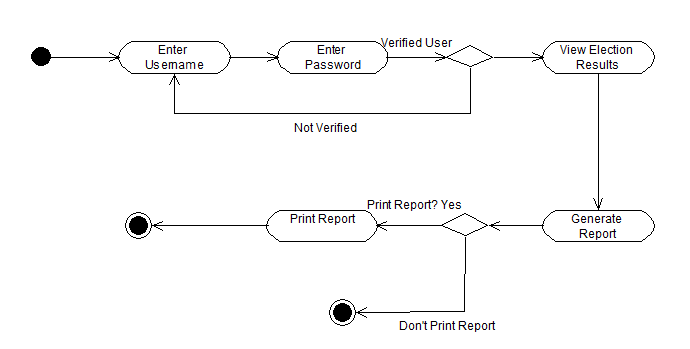 Enter
Username
Enter
Password
Verified User
View Election
Results
Not Verified
Print Report? Yes
Print Report
Generate
Report
Don't Print Report